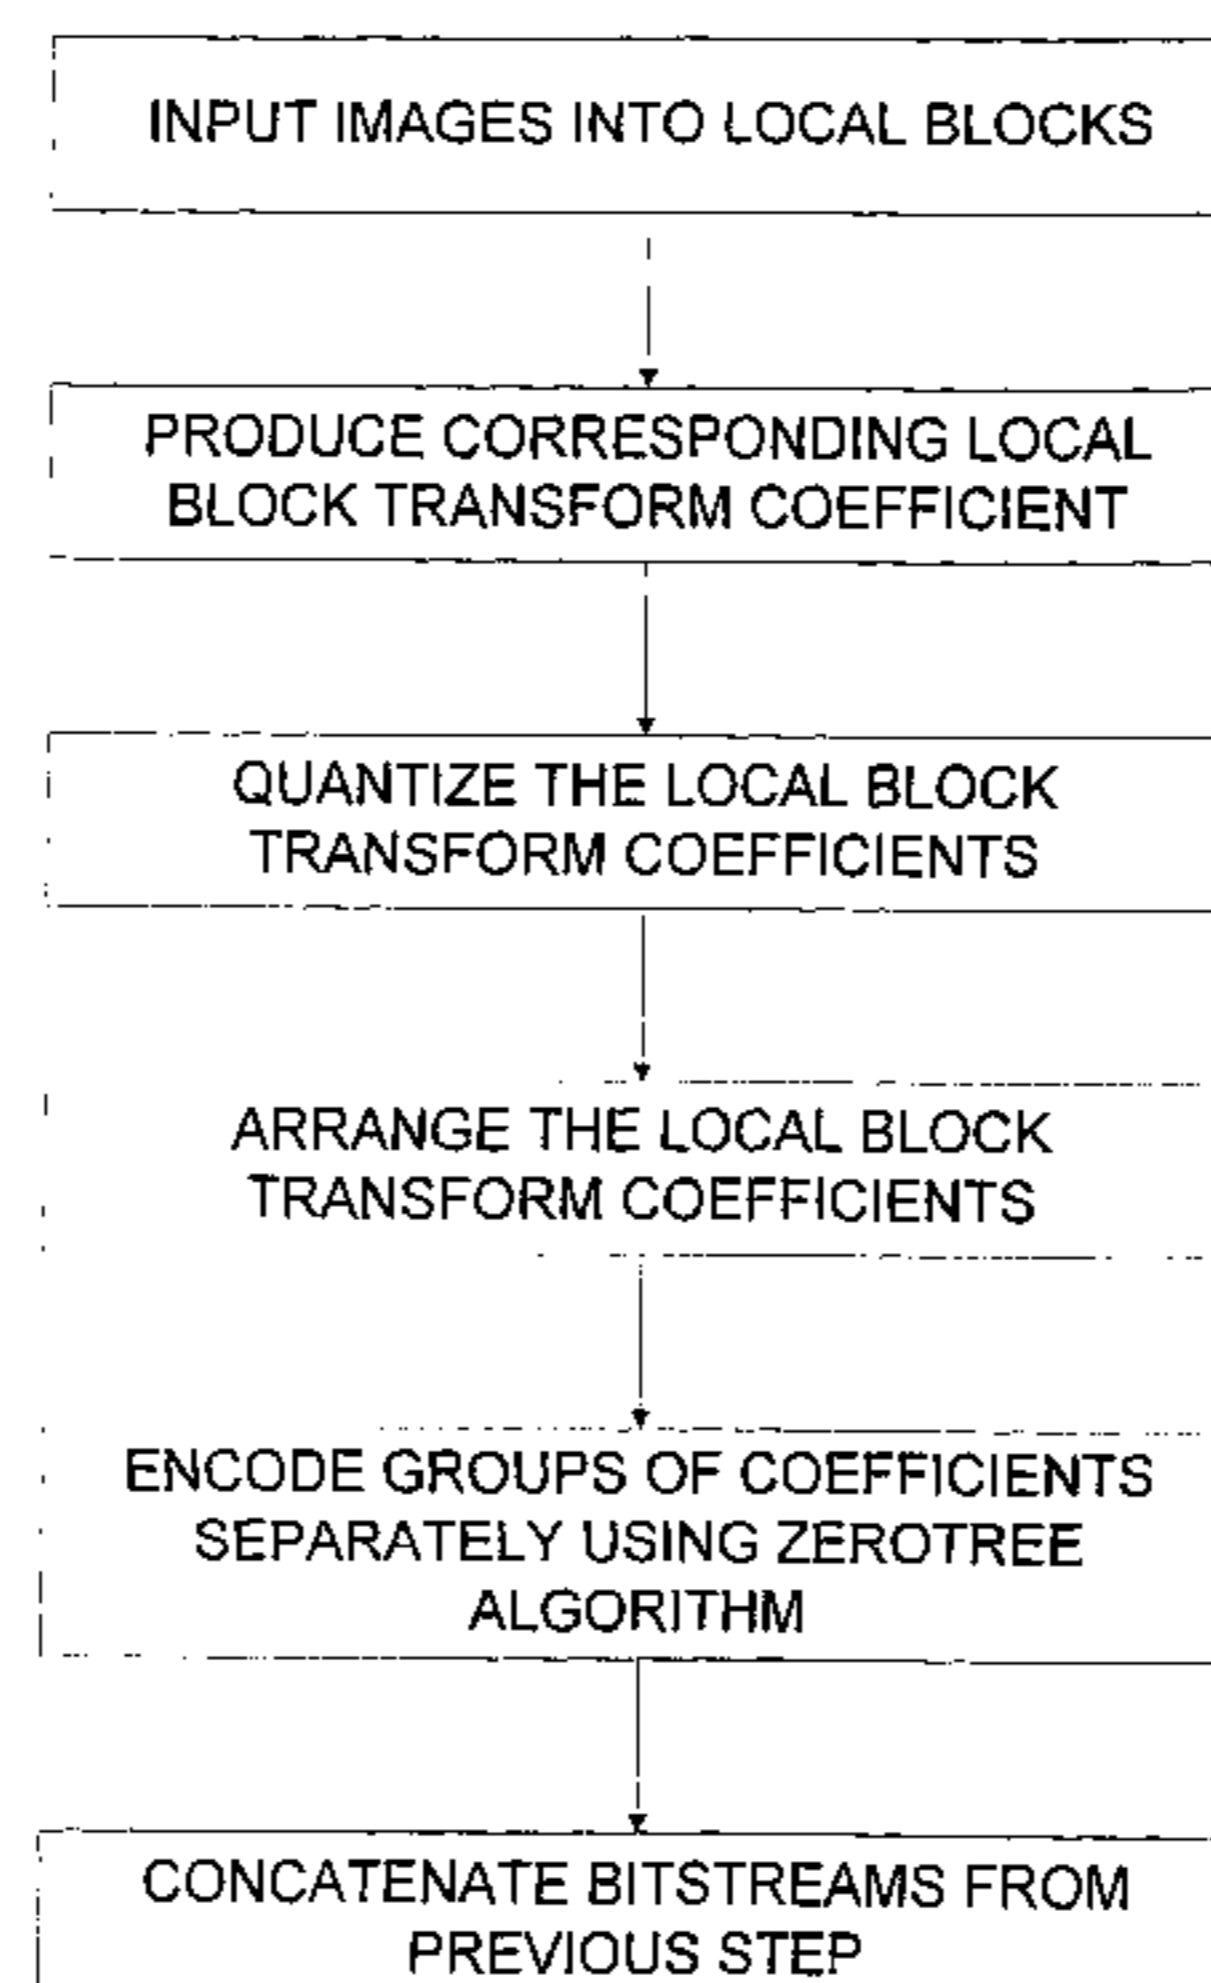 INPUT IMAGES INTO LOCAL BLOCKS
PRODUCE CORRESPONDING LOCAL
BLOCK TRANSFORM COEFFICIENT
QUANTIZE THE LOCAL BLOCK
TRANSFORM COEFFICIENTS
ARRANGE THE LOCAL BLOCK
TRANSFORM COEFFICIENTS
ENCODE GROUPS OF COEFFICIENTS
SEPARATELY USING ZEROTREE
ALGORITHM
CONCATENATE BITSTREAMS FROM
PREVIOUS STEP